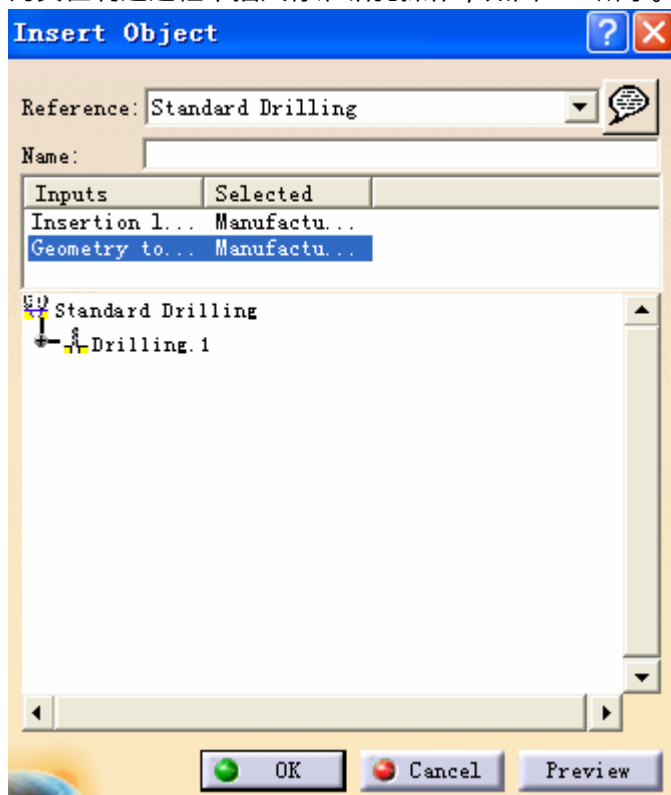 Insert Object
Reference: Standard Drilling
Name:
Inputs Selected
Insertion l... Manufactu...
Geometry to... Manufactu...
Standard Drilling
Drilling.1
OK Cancel Preview